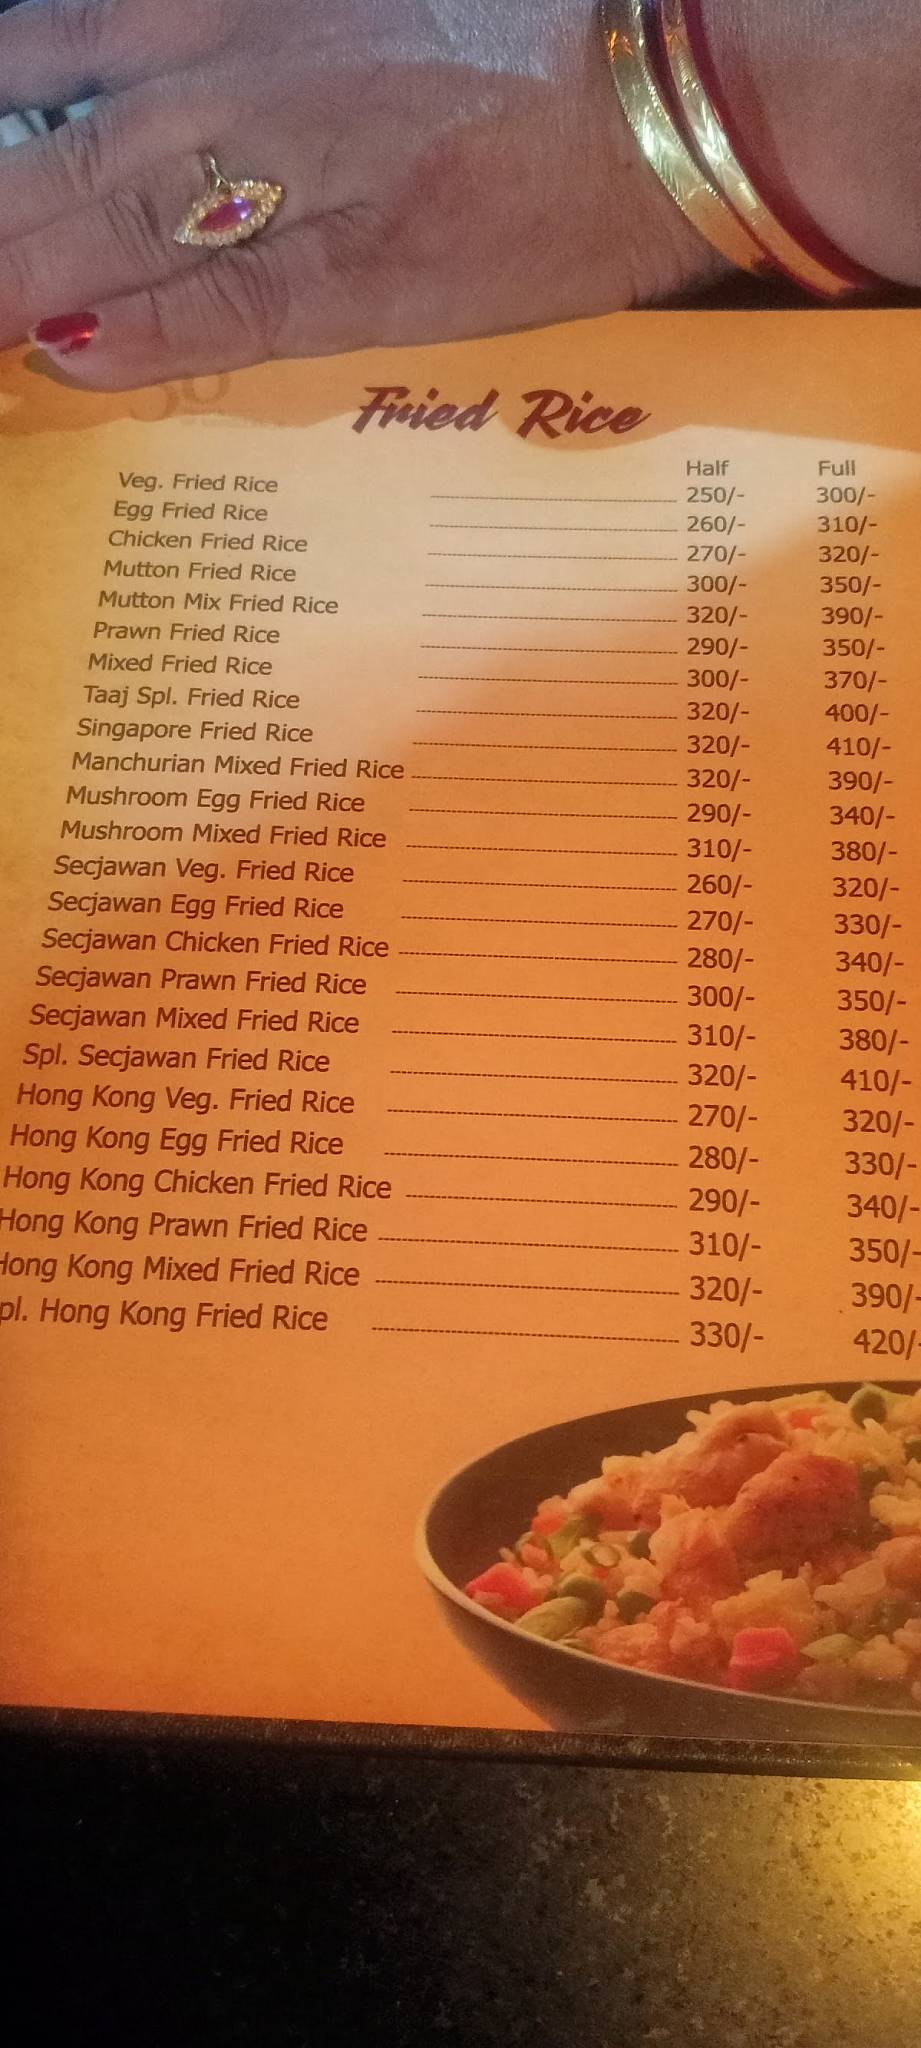 Fried Rice
Half Full
Veg. Fried Rice 250/- 300/-
Egg Fried Rice 260/- 310/-
Chicken Fried Rice 270/- 320/-
Mutton Fried Rice 300/- 350/-
Mutton Mix Fried Rice 320/- 390/-
Prawn Fried Rice 290/- 350/-
Mixed Fried Rice 300/- 370/-
Taaj Spl. Fried Rice 320/- 400/-
Singapore Fried Rice 320/- 410/-
Manchurian Mixed Fried Rice 320/- 390/-
Mushroom Egg Fried Rice 290/- 340/-
Mushroom Mixed Fried Rice 310/- 380/-
Secjawan Veg. Fried Rice 260/- 320/-
Secjawan Egg Fried Rice 270/- 330/-
Secjawan Chicken Fried Rice 280/- 340/-
Secjawan Prawn Fried Rice 300/- 350/-
Secjawan Mixed Fried Rice 310/- 380/-
Spl. Secjawan Fried Rice 320/- 410/-
Hong Kong Veg. Fried Rice 270/- 320/-
Hong Kong Egg Fried Rice 280/- 330/-
Hong Kong Chicken Fried Rice 290/- 340/-
Hong Kong Prawn Fried Rice 310/- 350/-
Hong Kong Mixed Fried Rice 320/- 390/-
pl. Hong Kong Fried Rice 330/- 420/-